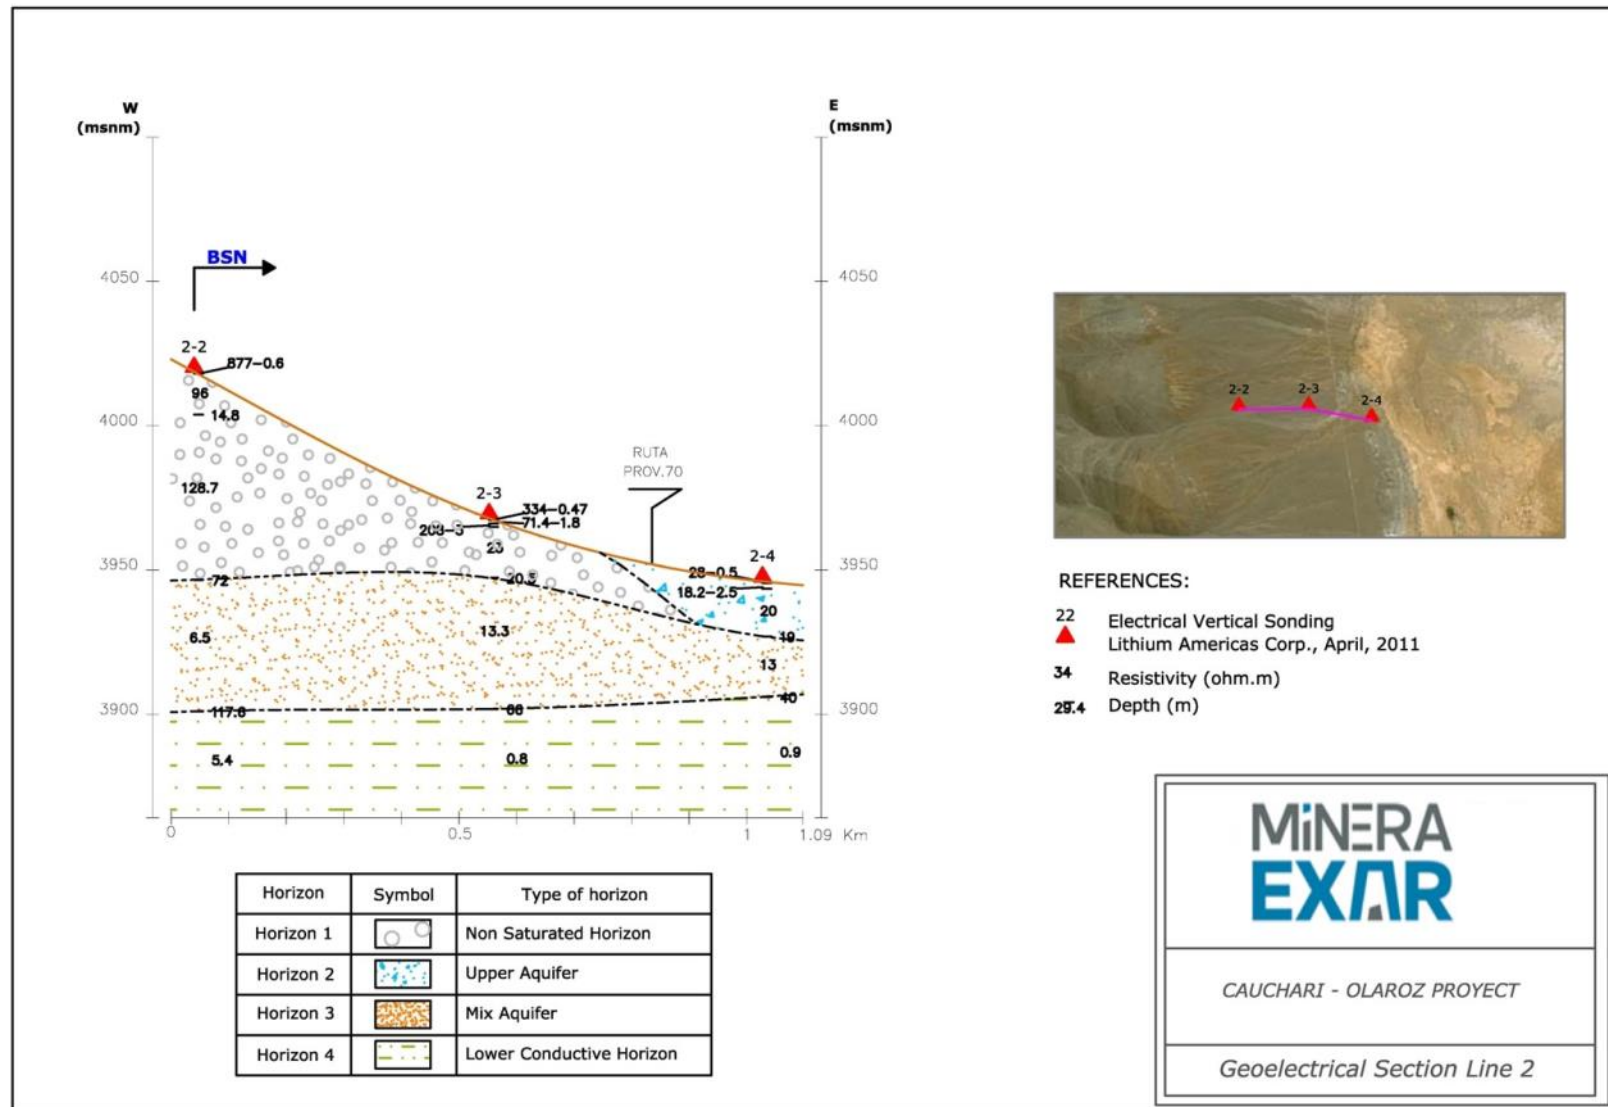 W
(msnm)
E
(msnm)
BSN
4050
4050
2-2
877-0.6
96
14.8
4000
4000
RUTA
PROV.70
128.7
2-3
334-0.47
71.4-1.8
23
2-4
3950
3950
28-0.5
18.2-2.5
72
20.3
20
6.5
13.3
19
13
40
3900
3900
117.6
66
5.4
0.8
0.9
0
0.5
1
1.09 Km
2-2
2-3
2-4
REFERENCES:
22
Electrical Vertical Sonding
Lithium Americas Corp., April, 2011
34
Resistivity (ohm.m)
29.4
Depth (m)
Horizon Symbol Type of horizon
Horizon 1 Non Saturated Horizon
Horizon 2 Upper Aquifer
Horizon 3 Mix Aquifer
Horizon 4 Lower Conductive Horizon
MINERA
EXAR
CAUCHARI - OLAROZ PROYECT
Geoelectrical Section Line 2